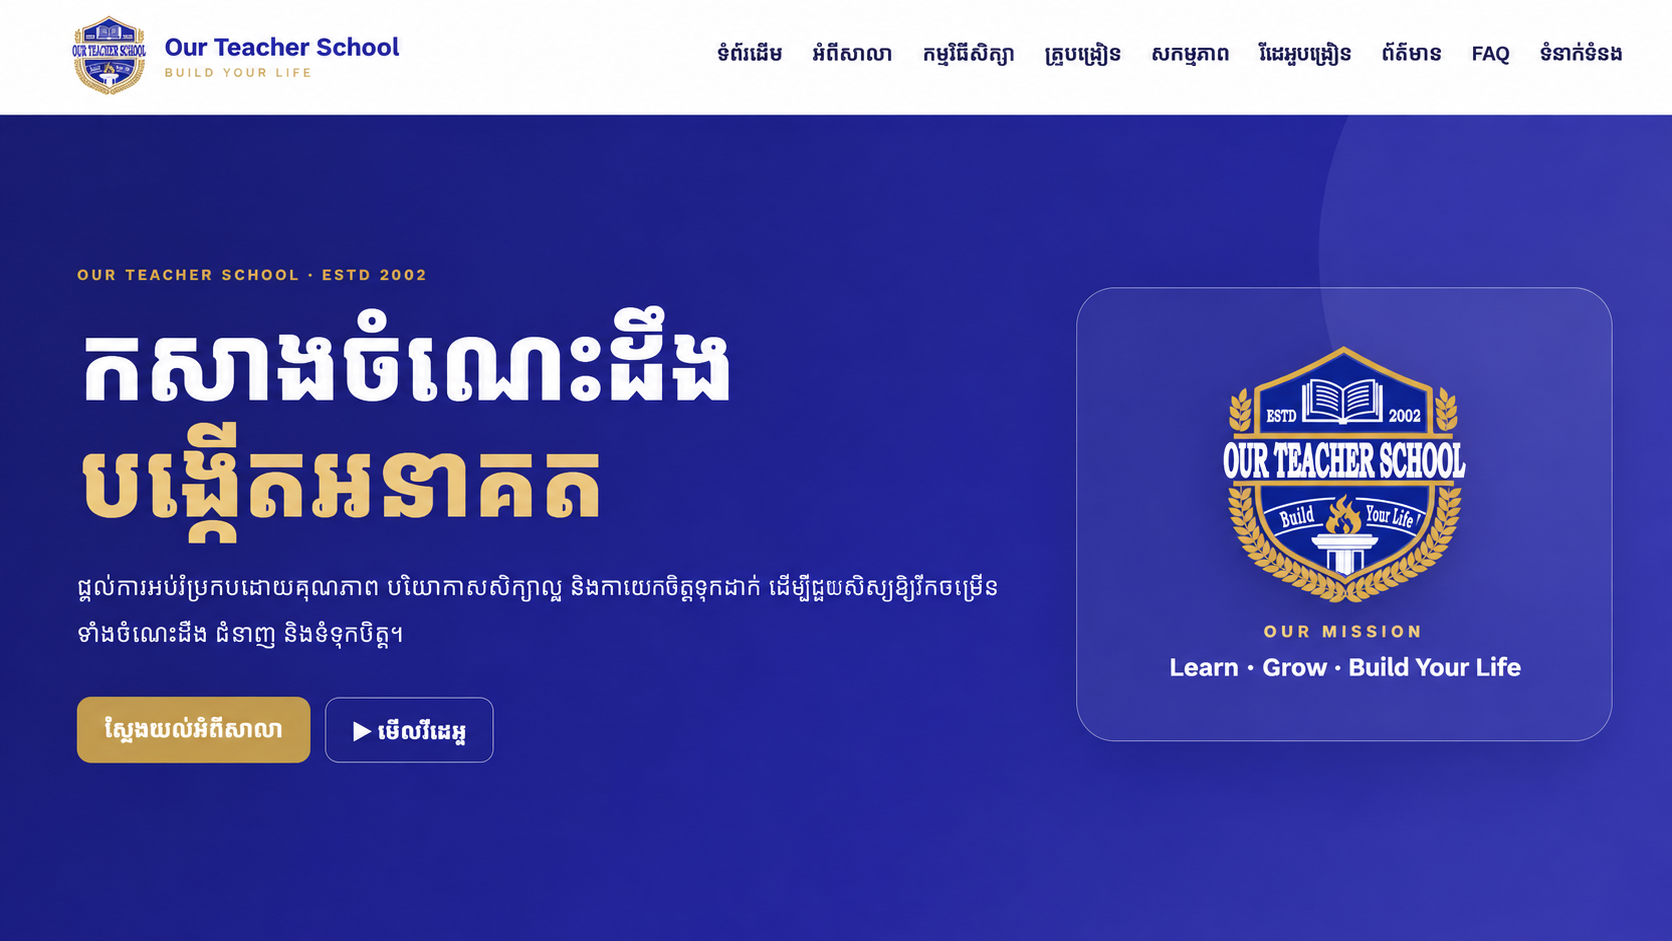 OUR TEACHER SCHOOL
Our Teacher School
BUILD YOUR LIFE
ទំព័រដើម អំពីសាលា កម្មវិធីសិក្សា គ្រូបង្រៀន សកម្មភាព វីដេអូបង្រៀន ព័ត៌មាន FAQ ទំនាក់ទំនង
OUR TEACHER SCHOOL · ESTD 2002
កសាងចំណេះដឹង
បង្កើតអនាគត
ផ្តល់ការអប់រំប្រកបដោយគុណភាព បរិយាកាសសិក្សាល្អ និងការយកចិត្តទុកដាក់ ដើម្បីជួយសិស្សឱ្យរីកចម្រើន
ទាំងចំណេះដឹង ជំនាញ និងទំនុកចិត្ត។
ស្វែងយល់អំពីសាលា
▶ មើលវីដេអូ
ESTD 2002
OUR TEACHER SCHOOL
Build Your Life !
OUR MISSION
Learn · Grow · Build Your Life